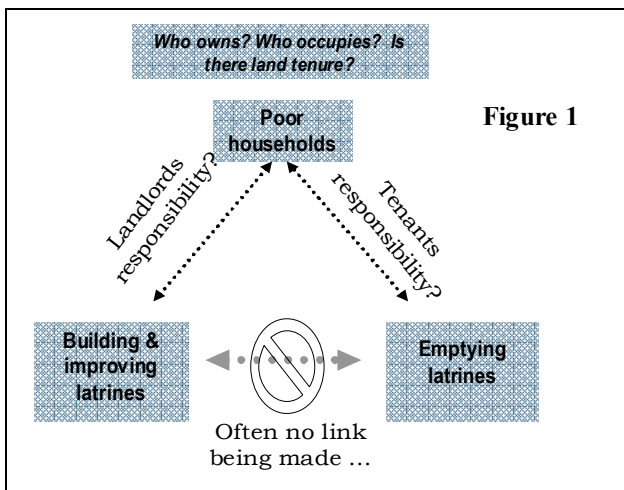 Who owns? Who occupies? Is
there land tenure?
Figure 1
Poor
households
Landlords
responsibility?
Tenants
responsibility?
Building &
improving
latrines
Emptying
latrines
Often no link
being made ...